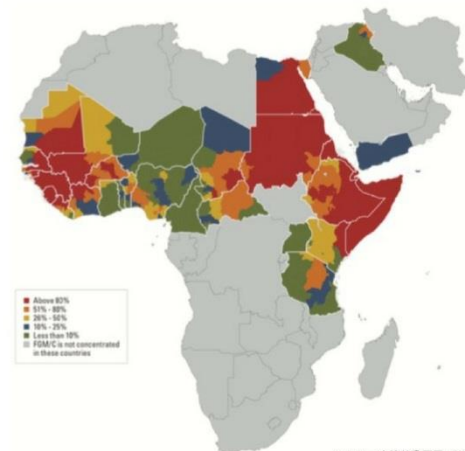 Above 80%
51% - 80%
26% - 50%
10% - 25%
Less than 10%
FGM/C is not concentrated
in these countries